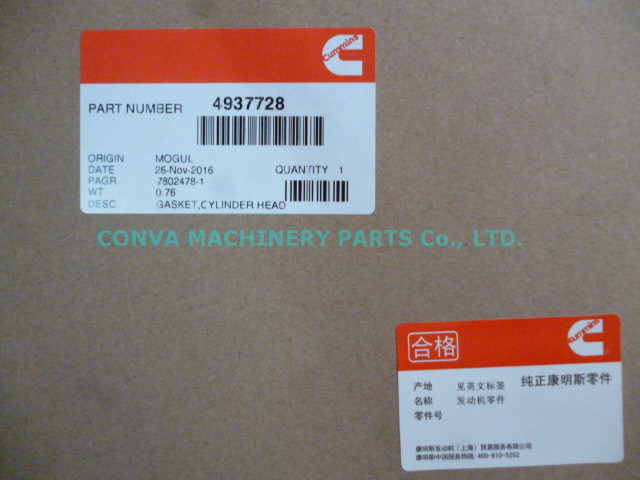 Cummins
PART NUMBER 4937728
ORIGIN MOGUL
DATE 26-Nov-2016 QUANTITY 1
PAGR 7802478-1
WT 0.76
DESC GASKET,CYLINDER HEAD
CONVA MACHINERY PARTS Co., LTD.
合格 Cummins
纯正康明斯零件
产地 见英文标签
名称 发动机零件
零件号
康明斯发动机（上海）贸易服务有限公司
康明斯中国服务热线: 400-810-5252